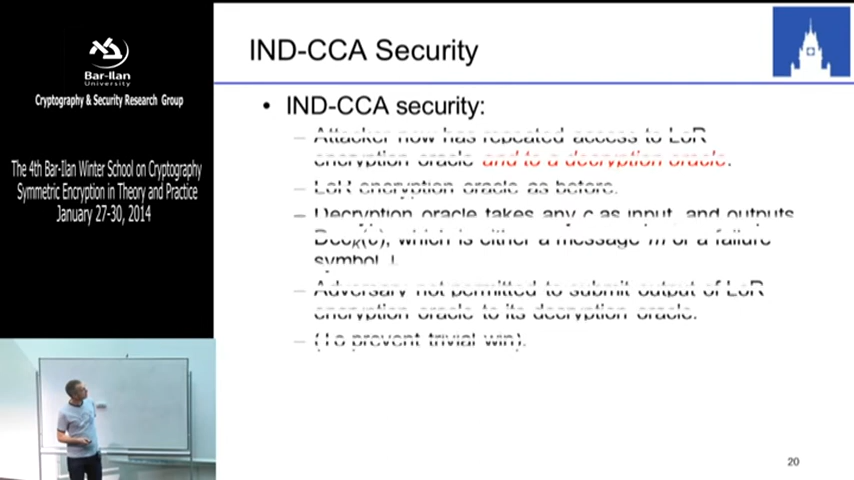 Bar-Ilan
University
Cryptography & Security Research Group
The 4th Bar-Ilan Winter School on Cryptography
Symmetric Encryption in Theory and Practice
January 27-30, 2014
IND-CCA Security
• IND-CCA security:
– Attacker now has repeated access to LoR
encryption oracle and to a decryption oracle.
– LoR encryption oracle as before.
– Decryption oracle takes any c as input, and outputs
DecK(c), which is either a message m or a failure
symbol
– Adversary not permitted to submit output of LoR
encryption oracle to its decryption oracle.
– (To prevent trivial win).
20